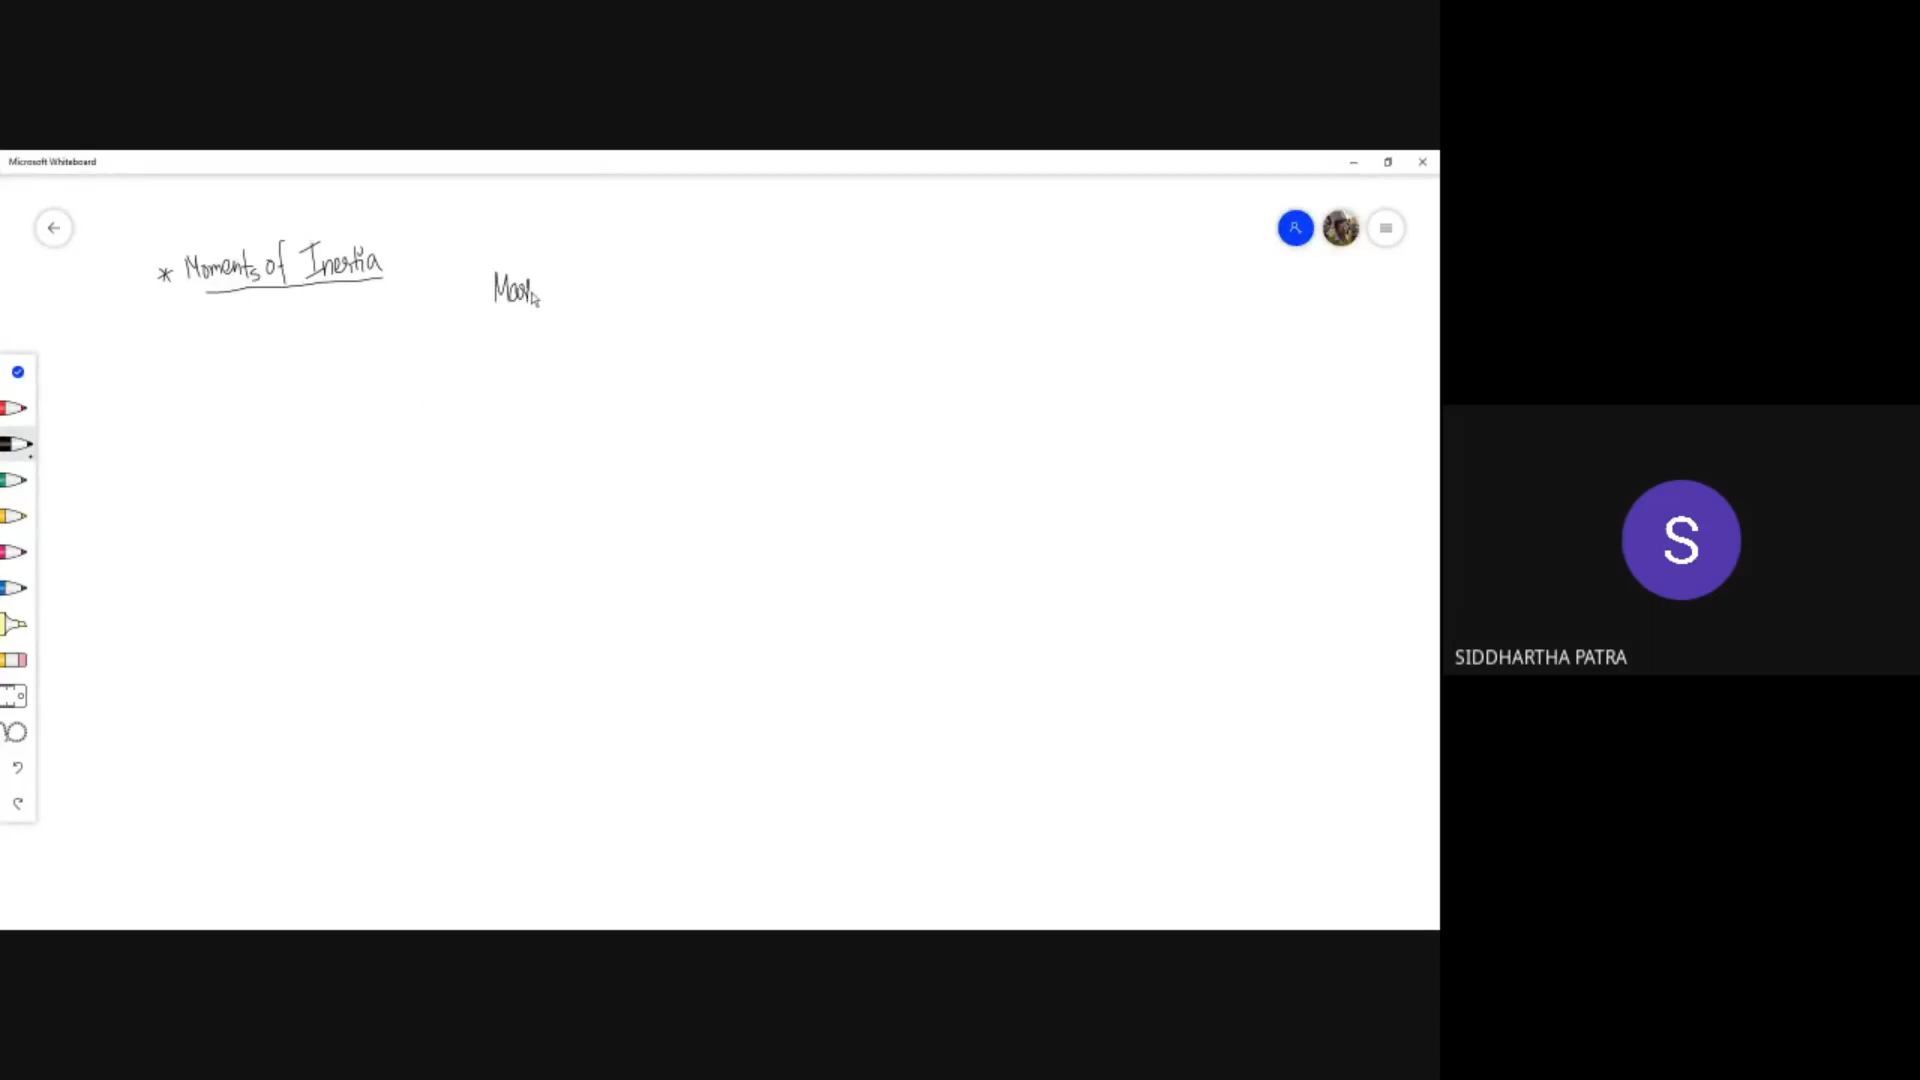 Microsoft Whiteboard
* Moments of Inertia
S
SIDDHARTHA PATRA